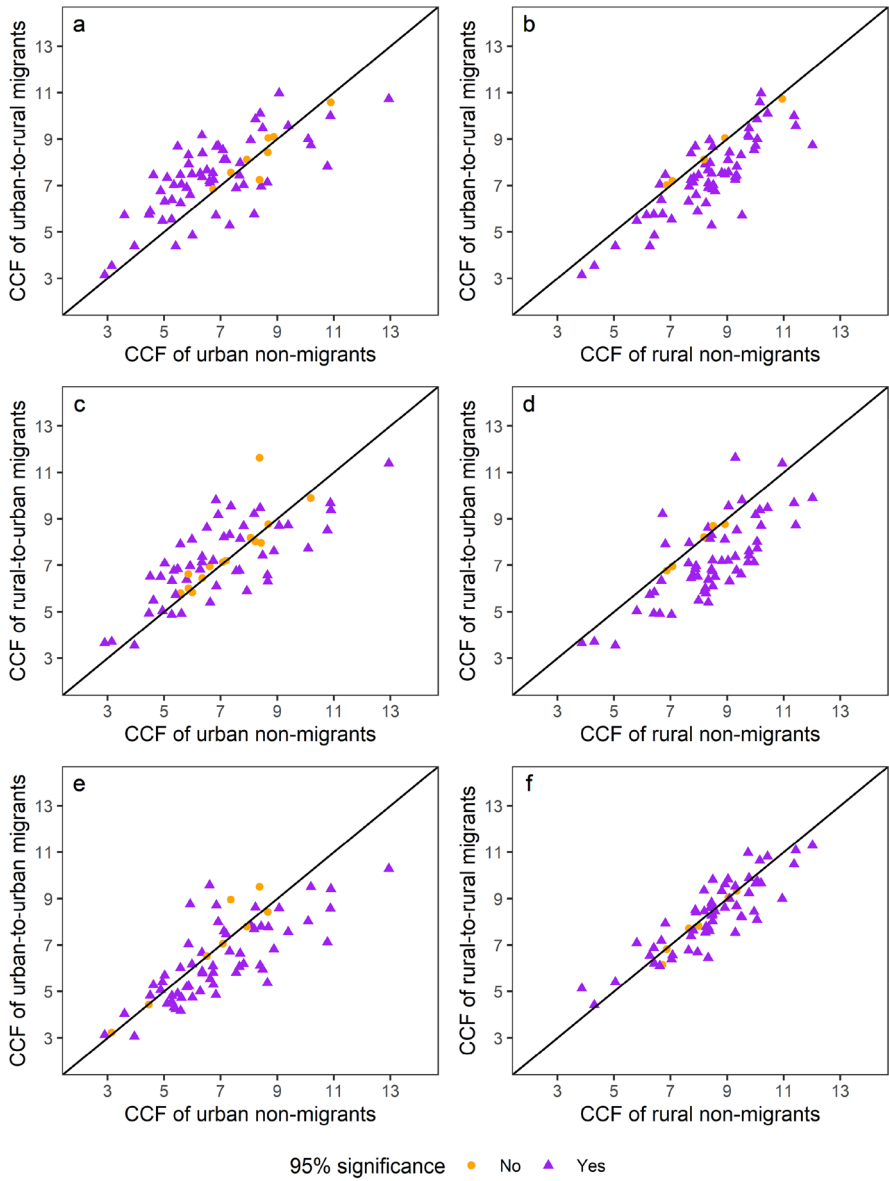 a
CCF of urban-to-rural migrants
13
11
9
7
5
3
3 5 7 9 11 13
CCF of urban non-migrants
b
CCF of urban-to-rural migrants
13
11
9
7
5
3
3 5 7 9 11 13
CCF of rural non-migrants
c
CCF of rural-to-urban migrants
13
11
9
7
5
3
3 5 7 9 11 13
CCF of urban non-migrants
d
CCF of rural-to-urban migrants
13
11
9
7
5
3
3 5 7 9 11 13
CCF of rural non-migrants
e
CCF of urban-to-urban migrants
13
11
9
7
5
3
3 5 7 9 11 13
CCF of urban non-migrants
f
CCF of rural-to-rural migrants
13
11
9
7
5
3
3 5 7 9 11 13
CCF of rural non-migrants
95% significance No Yes